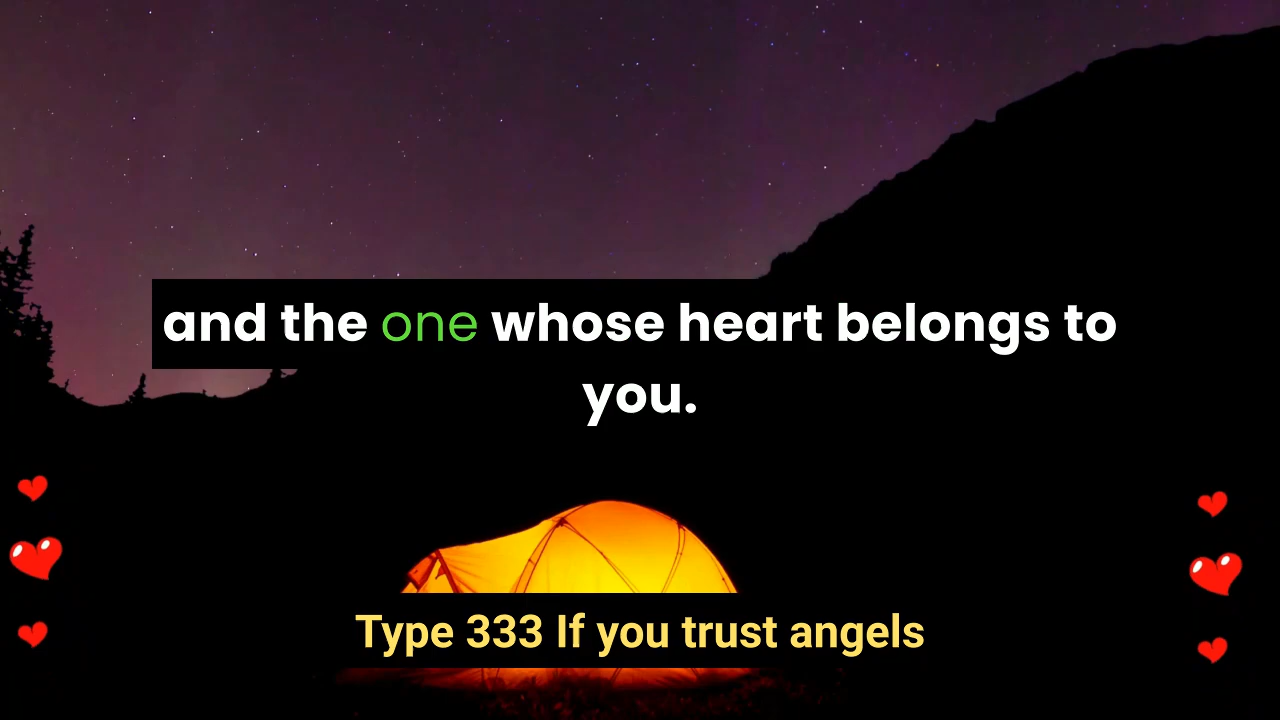 and the one whose heart belongs to
you.
Type 333 If you trust angels